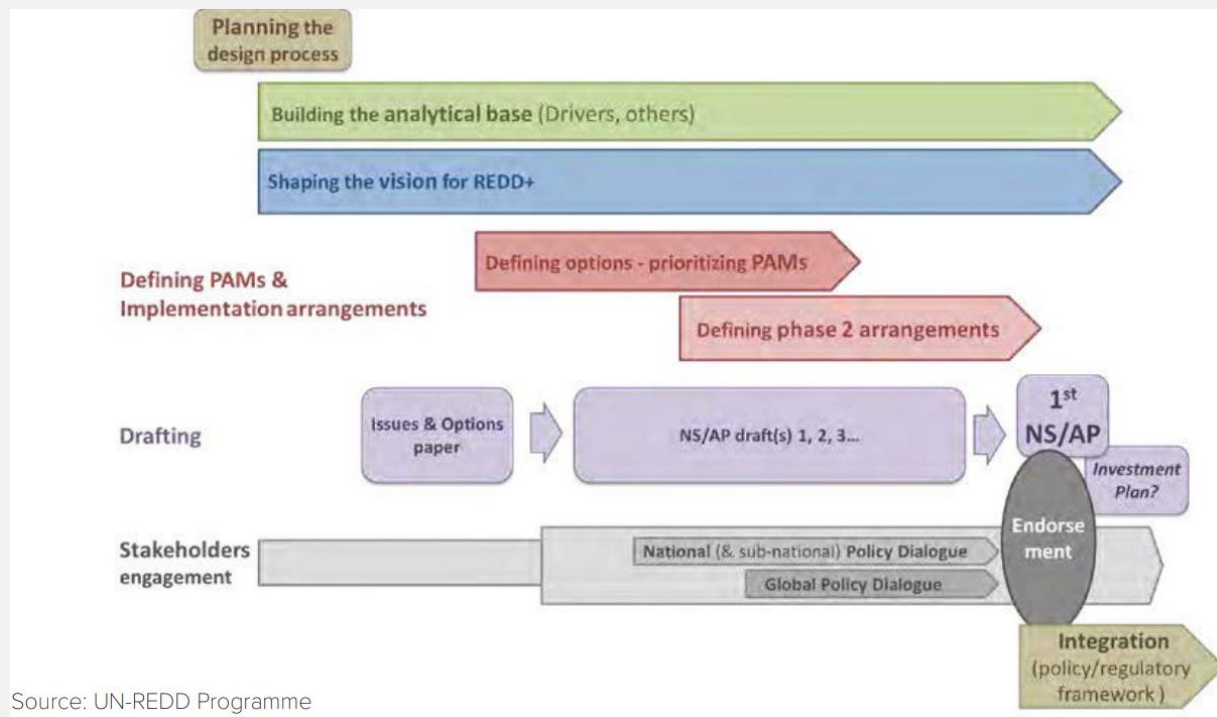 Planning the
design process
Building the analytical base (Drivers, others)
Shaping the vision for REDD+
Defining PAMs &
Implementation arrangements
Defining options - prioritizing PAMs
Defining phase 2 arrangements
Drafting
Issues & Options
paper
NS/AP draft(s) 1, 2, 3...
1st
NS/AP
Investment
Plan?
Stakeholders
engagement
National (& sub-national) Policy Dialogue
Global Policy Dialogue
Endorse
ment
Integration
(policy/regulatory
framework )
Source: UN-REDD Programme